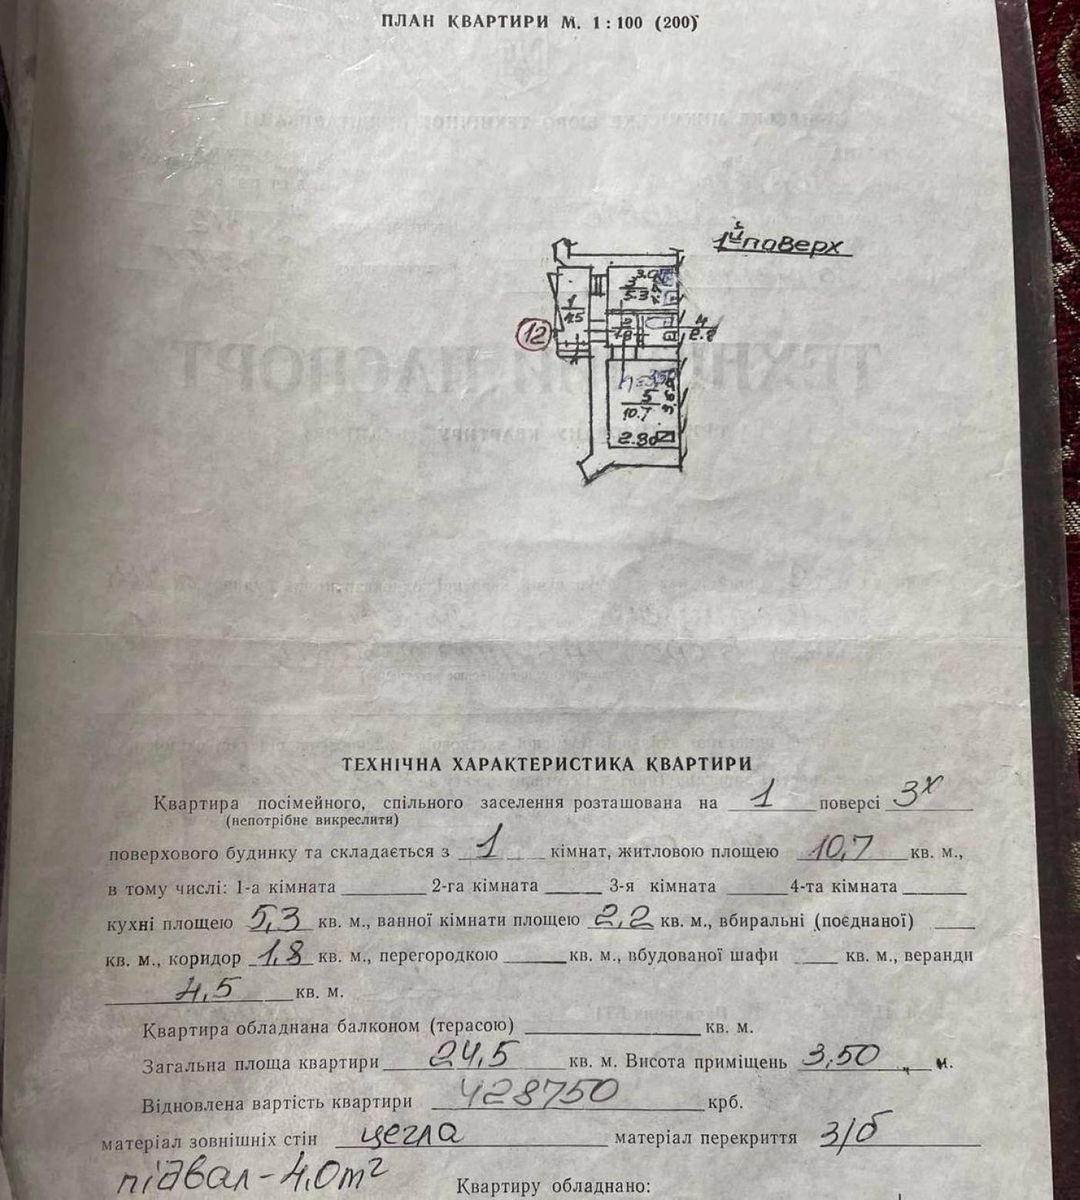 ПЛАН КВАРТИРИ М. 1 : 100 (200)
1й поверх
12
1
4.5
3
5.3
2
1.8
4
2.2
h=3,50
5
10.7
ТЕХНІЧНА ХАРАКТЕРИСТИКА КВАРТИРИ
Квартира посімейного, спільного заселення розташована на 1 поверсі 3х
(непотрібне викреслити)
поверхового будинку та складається з 1 кімнат, житловою площею 10,7 кв. м.,
в тому числі: 1-а кімната 2-га кімната 3-я кімната 4-та кімната
кухні площею 5,3 кв. м., ванної кімнати площею 2,2 кв. м., вбиральні (поєднаної)
кв. м., коридор 1,8 кв. м., перегородкою кв. м., вбудованої шафи кв. м., веранди
4,5 кв. м.
Квартира обладнана балконом (терасою) кв. м.
Загальна площа квартири 24,5 кв. м. Висота приміщень 3,50 м.
Відновлена вартість квартири 428750 крб.
матеріал зовнішніх стін цегла матеріал перекриття з/б
підвал - 4,0 m²
Квартиру обладнано: